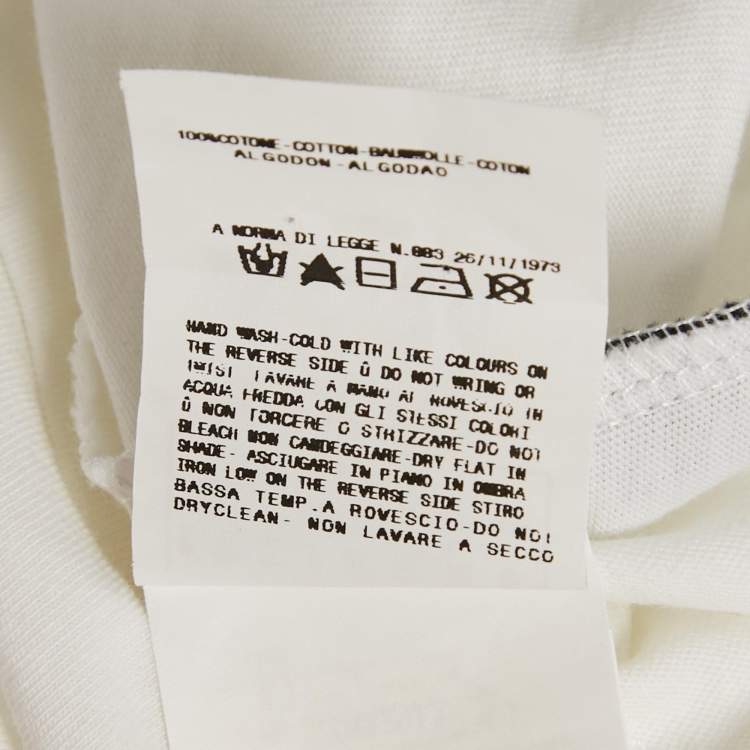 100%COTONE-COTTON-BAUMWOLLE-COTON
ALGODON-ALGODAO
A NORMA DI LEGGE N.883 26/11/1973
HAND WASH-COLD WITH LIKE COLOURS ON
THE REVERSE SIDE Û DO NOT WRING OR
TWIST LAVARE A MANO AL ROVESCIO IN
ACQUA FREDDA CON GLI STESSI COLORI
Û NON TORCERE O STRIZZARE-DO NOT
BLEACH NON CANDEGGIARE-DRY FLAT IN
SHADE- ASCIUGARE IN PIANO IN OMBRA
IRON LOW ON THE REVERSE SIDE STIRO
BASSA TEMP.A ROVESCIO-DO NOT
DRYCLEAN- NON LAVARE A SECCO